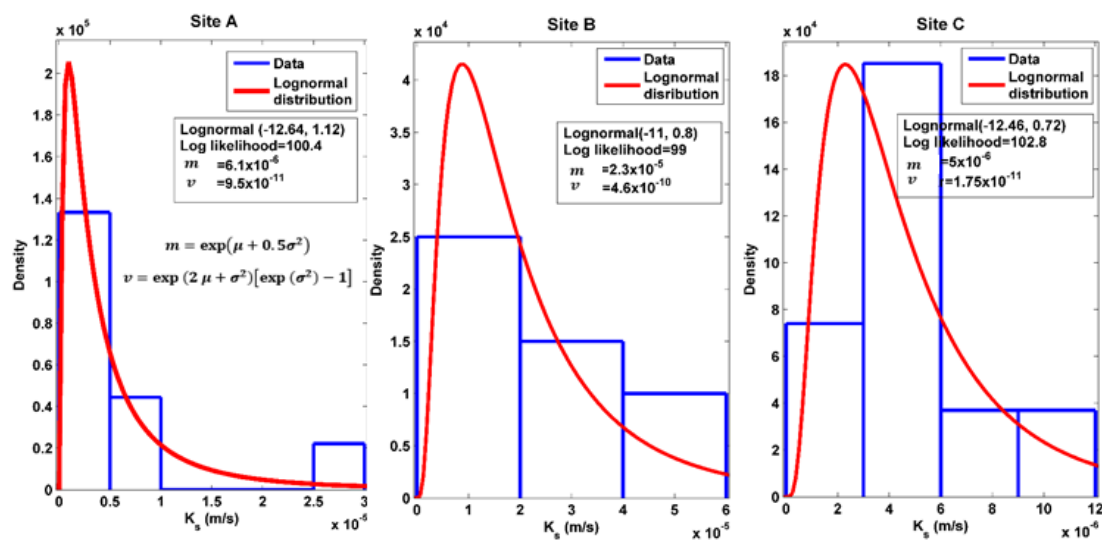 Site A
x 10^5
Data
Lognormal
distribution
Lognormal (-12.64, 1.12)
Log likelihood=100.4
m =6.1x10^-6
v =9.5x10^-11
m = exp(μ + 0.5σ^2)
v = exp (2 μ + σ^2)[exp (σ^2) − 1]
Density
2
1.8
1.6
1.4
1.2
1
0.8
0.6
0.4
0.2
0
0 0.5 1 1.5 2 2.5 3
K_s (m/s)
x 10^-5
Site B
x 10^4
Data
Lognormal
disribution
Lognormal(-11, 0.8)
Log likelihood=99
m =2.3x10^-5
v =4.6x10^-10
Density
4
3.5
3
2.5
2
1.5
1
0.5
0
0 1 2 3 4 5 6
K_s (m/s)
x 10^-5
Site C
x 10^4
Data
Lognormal
distribution
Lognormal(-12.46, 0.72)
Log likelihood=102.8
m =5x10^-6
v =1.75x10^-11
Density
18
16
14
12
10
8
6
4
2
0
0 2 4 6 8 10 12
K_s (m/s)
x 10^-6